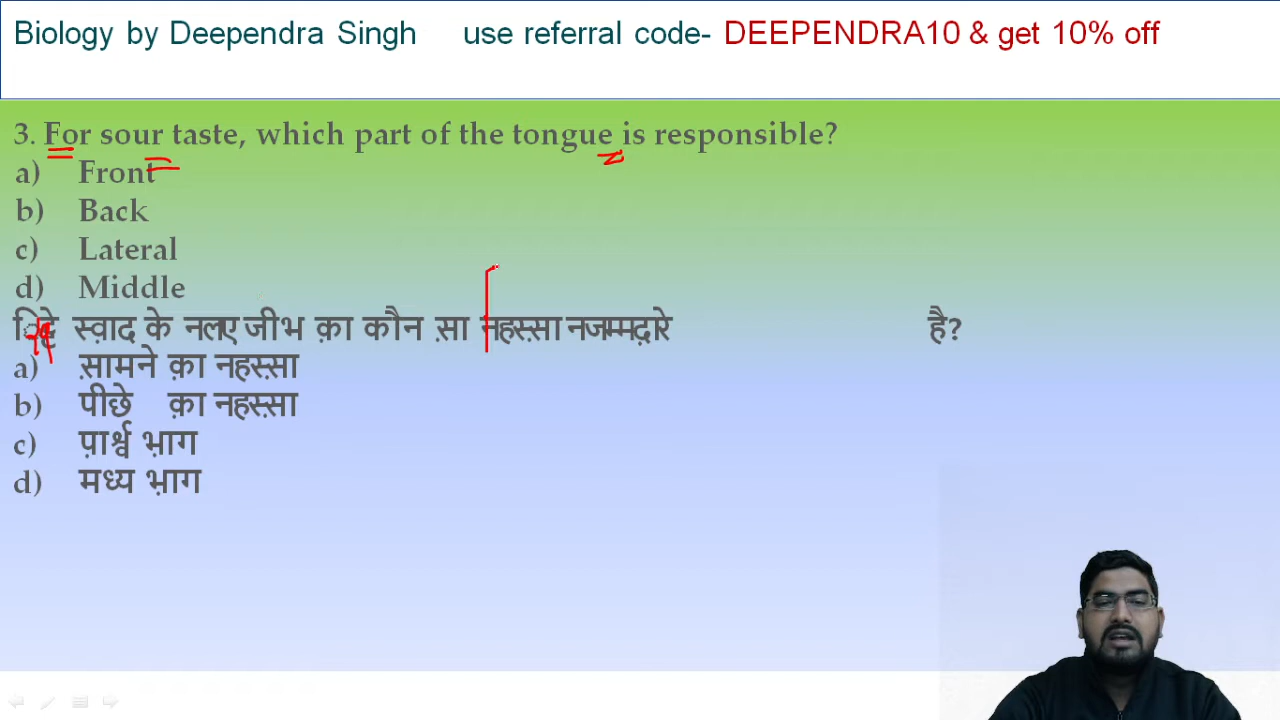 Biology by Deependra Singh use referral code- DEEPENDRA10 & get 10% off
3. For sour taste, which part of the tongue is responsible?
a) Front
b) Back
c) Lateral
d) Middle
स्व़ाद के नलए जीभ क़ा कौन स़ा नहस्स़ा नजम्मद़ारे है?
a) स़ामने क़ा नहस्स़ा
b) पीछे क़ा नहस्स़ा
c) प़ार्श्व भ़ाग
d) मध्य भ़ाग